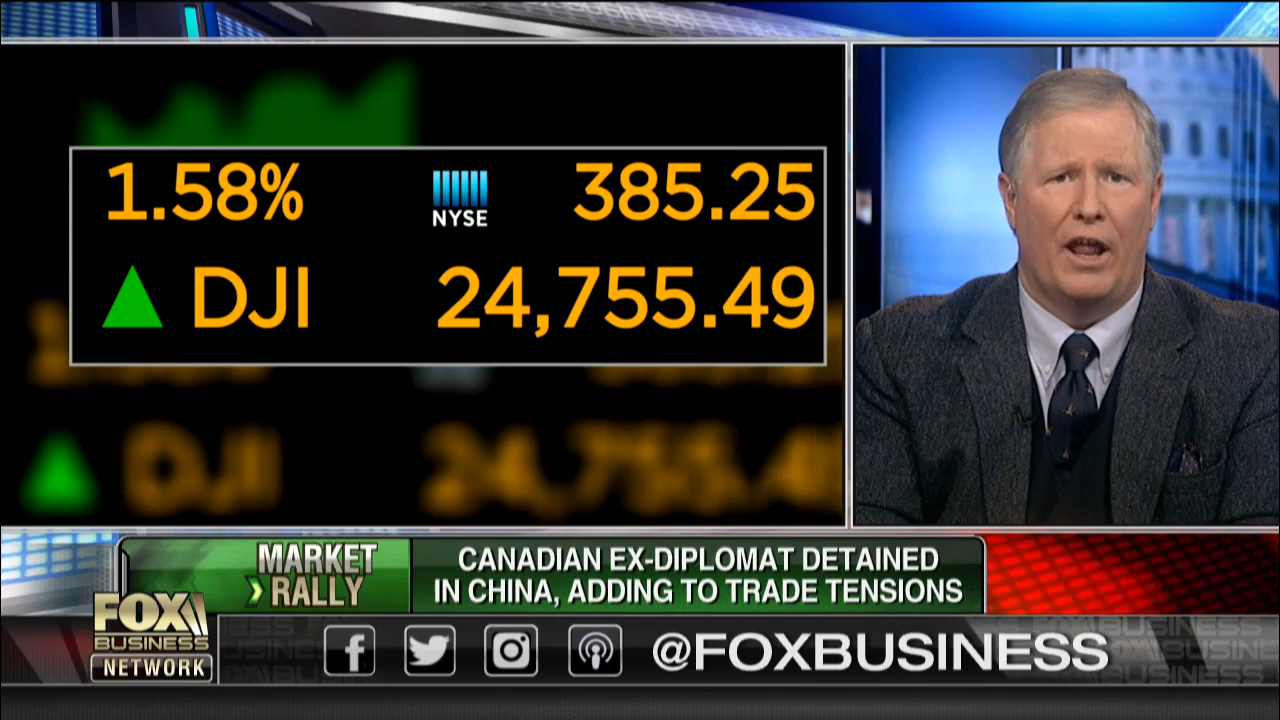 1.58%
NYSE
385.25
DJI
24,755.49
DJI
MARKET
RALLY
CANADIAN EX-DIPLOMAT DETAINED
IN CHINA, ADDING TO TRADE TENSIONS
FOX
BUSINESS
NETWORK
@FOXBUSINESS